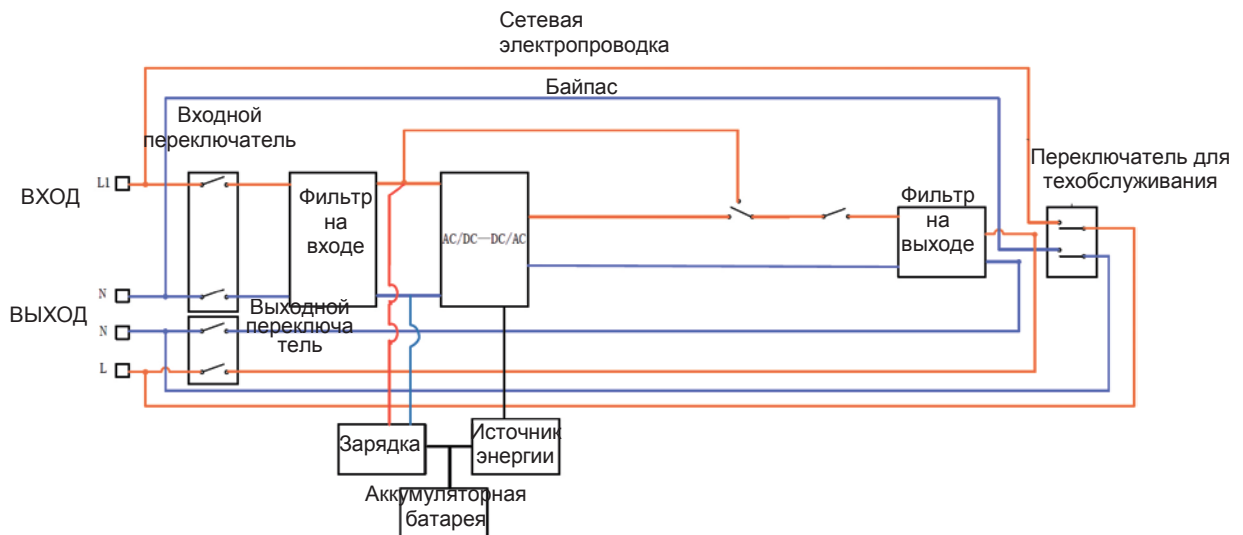 Сетевая
электропроводка
Байпас
Входной
переключатель
Переключатель для
техобслуживания
L1
ВХОД
Фильтр
на
входе
AC/DC—DC/AC
Фильтр
на
выходе
N
ВЫХОД
N
Выходной
переключа
тель
L
Зарядка
Источник
энергии
Аккумуляторная
батарея